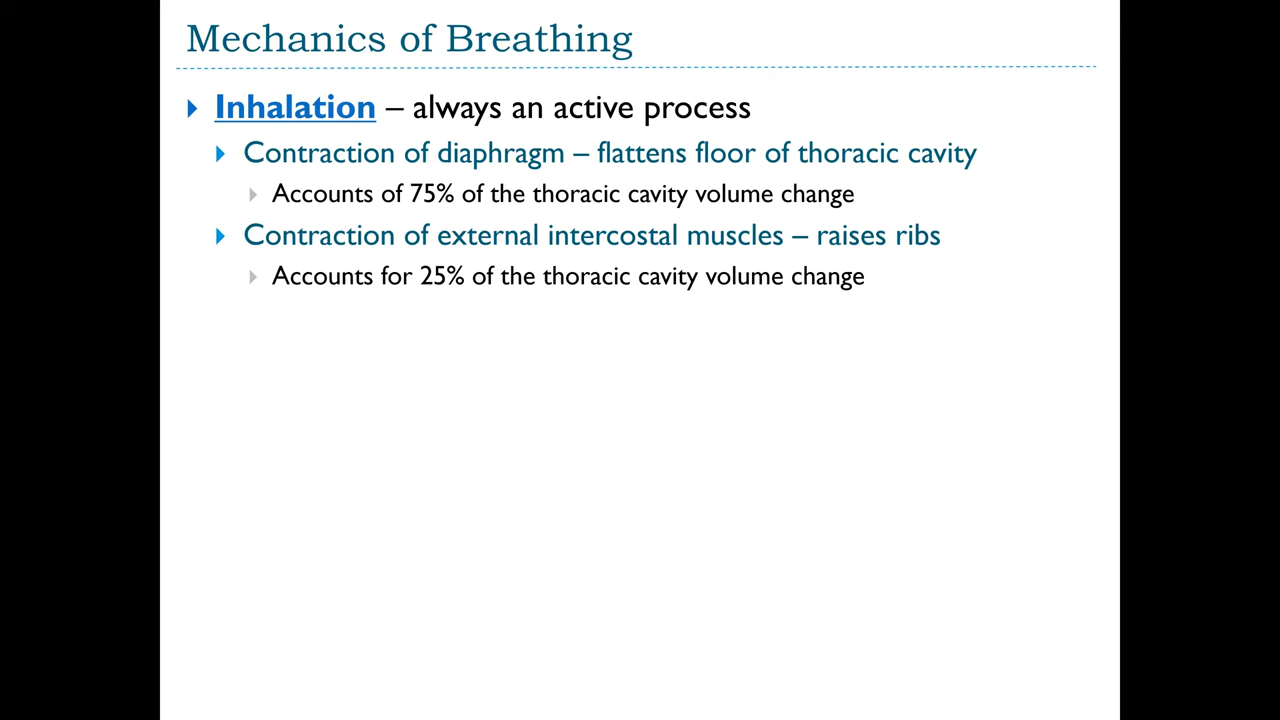 Mechanics of Breathing
Inhalation – always an active process
Contraction of diaphragm – flattens floor of thoracic cavity
Accounts of 75% of the thoracic cavity volume change
Contraction of external intercostal muscles – raises ribs
Accounts for 25% of the thoracic cavity volume change